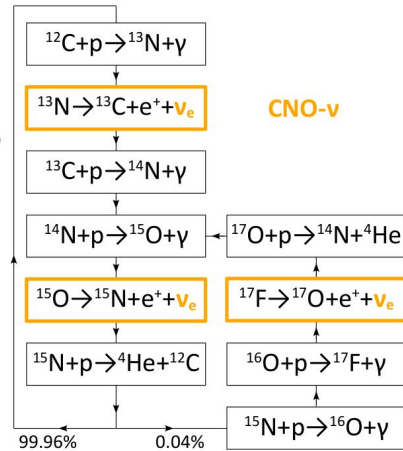 ¹²C+p→¹³N+γ
¹³N→¹³C+e⁺+νₑ
CNO-ν
¹³C+p→¹⁴N+γ
¹⁴N+p→¹⁵O+γ
¹⁷O+p→¹⁴N+⁴He
¹⁵O→¹⁵N+e⁺+νₑ
¹⁷F→¹⁷O+e⁺+νₑ
¹⁵N+p→⁴He+¹²C
¹⁶O+p→¹⁷F+γ
¹⁵N+p→¹⁶O+γ
99.96%
0.04%